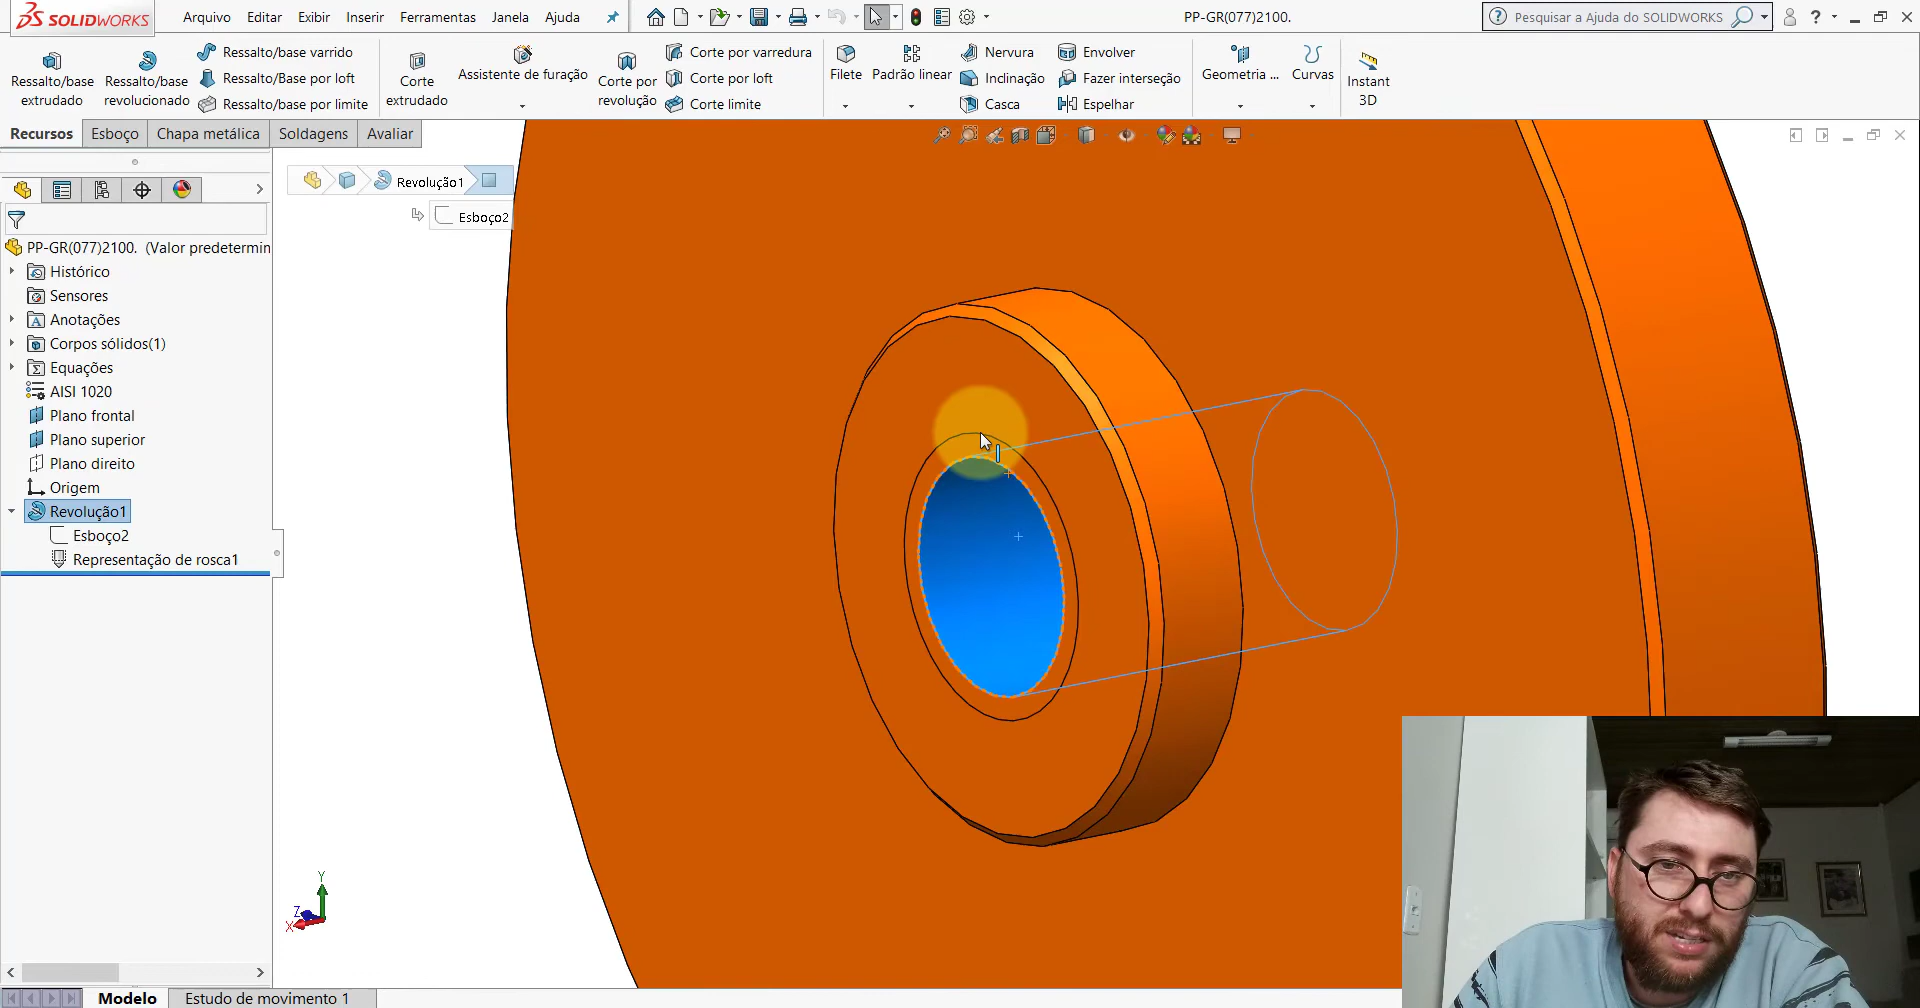 SOLIDWORKS
Arquivo Editar Exibir Inserir Ferramentas Janela Ajuda
PP-GR(077)2100.
Pesquisar a Ajuda do SOLIDWORKS
Ressalto/base extrudado
Ressalto/base revolucionado
Ressalto/base varrido
Ressalto/Base por loft
Ressalto/base por limite
Corte extrudado
Assistente de furação
Corte por revolução
Corte por varredura
Corte por loft
Corte limite
Filete
Padrão linear
Nervura
Inclinação
Casca
Envolver
Fazer interseção
Espelhar
Geometria ...
Curvas
Instant 3D
Recursos Esboço Chapa metálica Soldagens Avaliar
Revolução1
Esboço2
PP-GR(077)2100. (Valor predetermin
Histórico
Sensores
Anotações
Corpos sólidos(1)
Equações
AISI 1020
Plano frontal
Plano superior
Plano direito
Origem
Revolução1
Esboço2
Representação de rosca1
Y
Z
X
Modelo Estudo de movimento 1